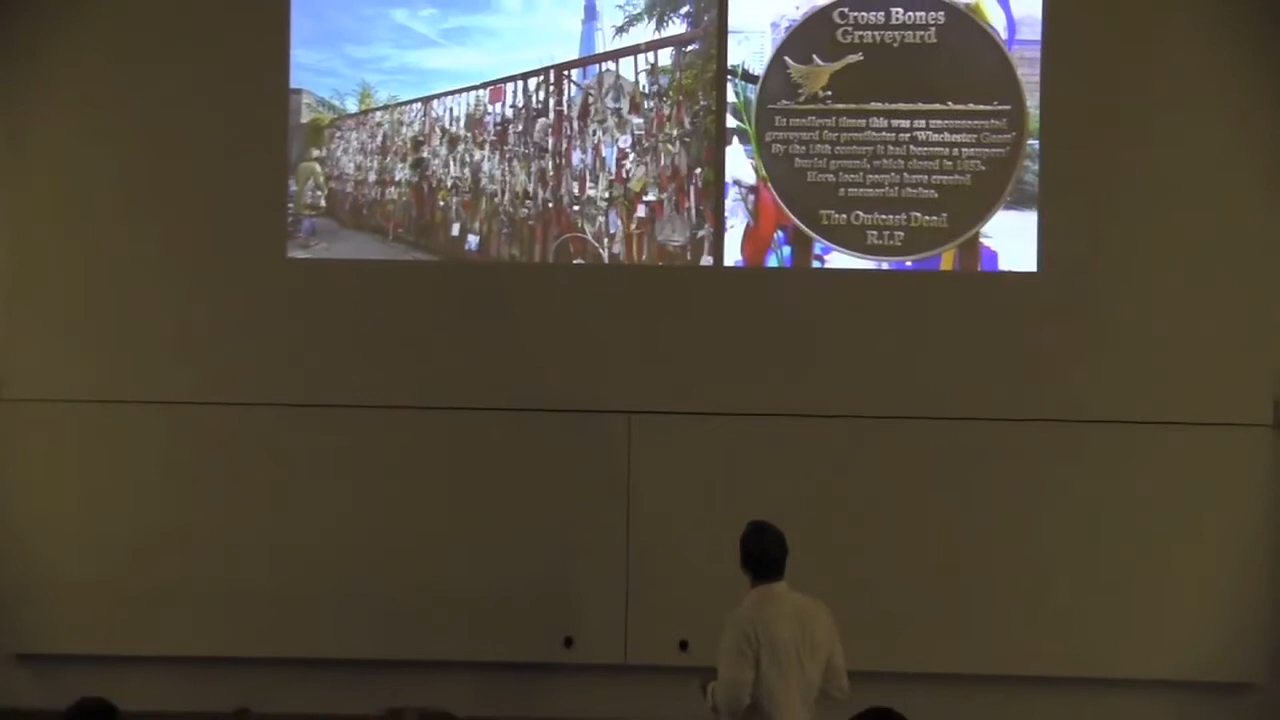 Cross Bones
Graveyard
In medieval times this was an unconsecrated
graveyard for prostitutes or 'Winchester Geese'
By the 18th century it had become a paupers'
burial ground, which closed in 1853.
Here, local people have created
a memorial shrine.
The Outcast Dead
R.I.P